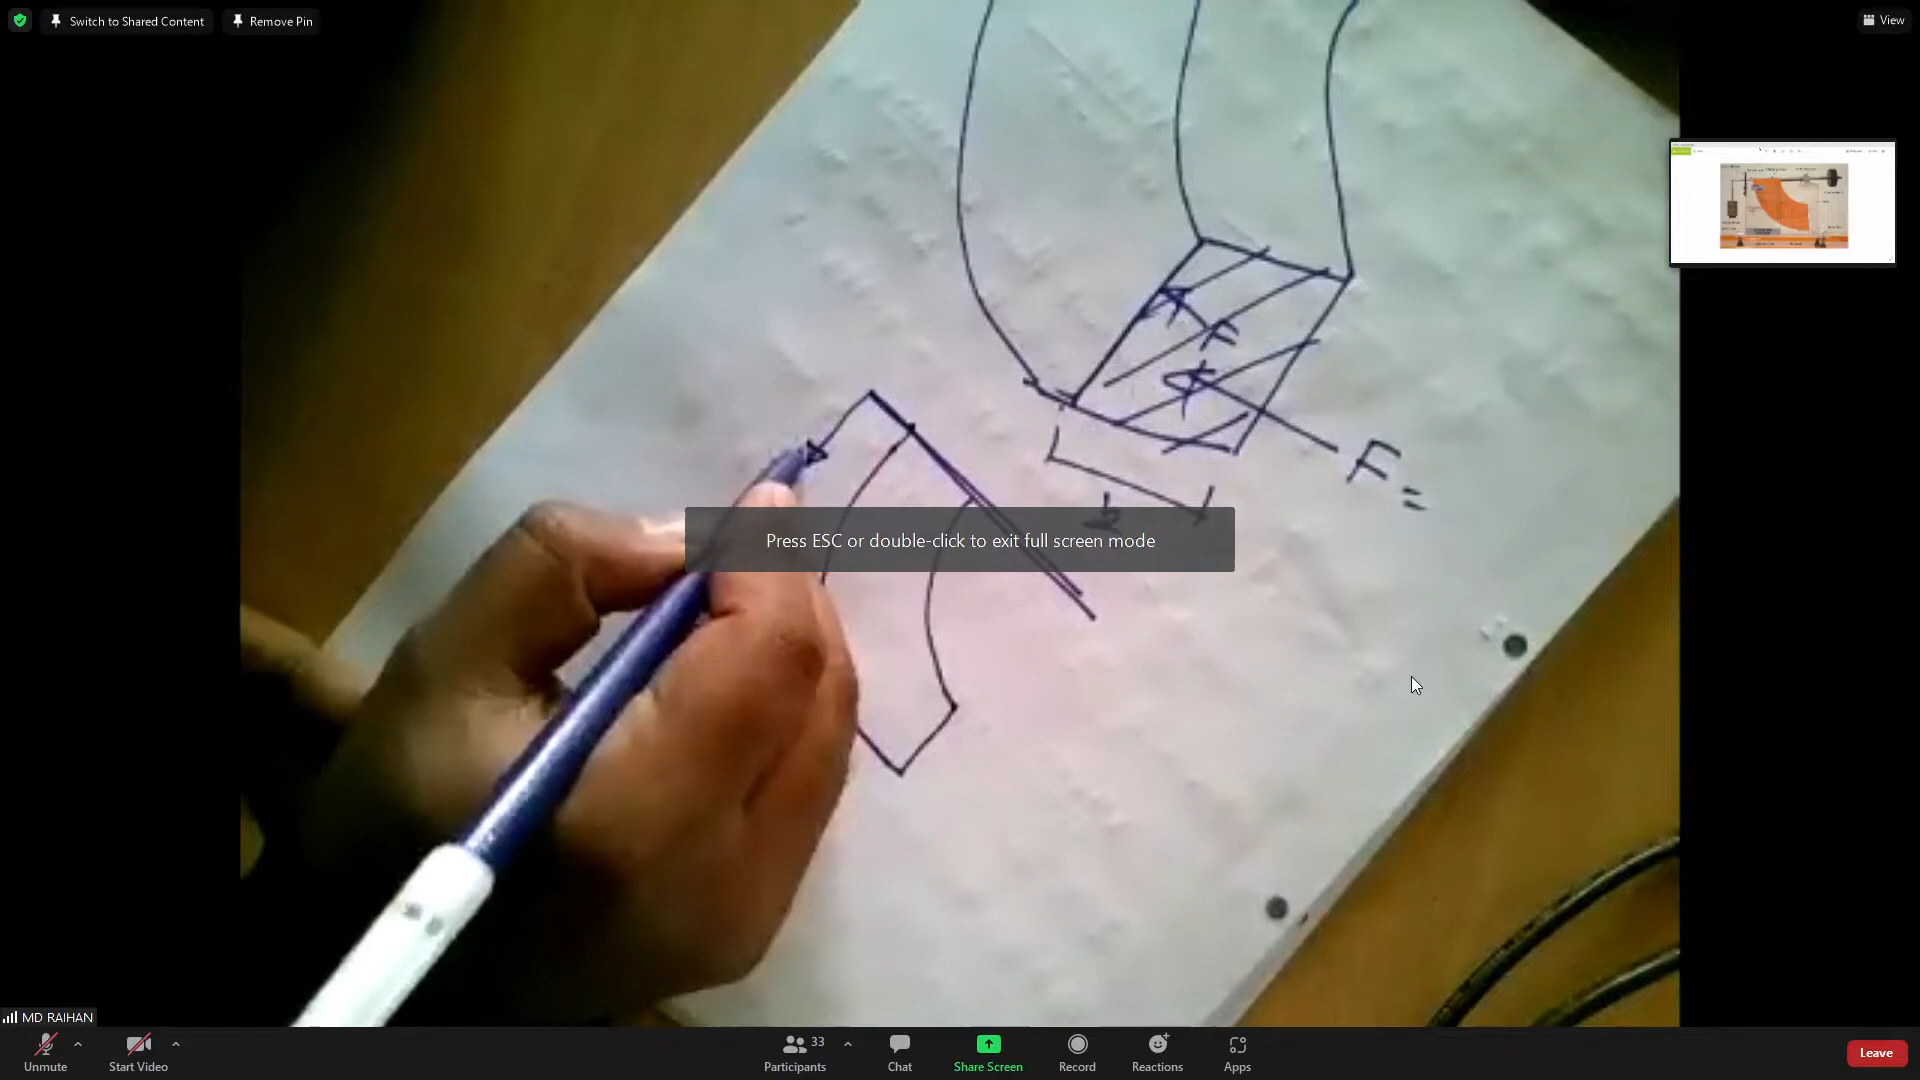 Switch to Shared Content
Remove Pin
View
F
F =
b
Press ESC or double-click to exit full screen mode
MD RAIHAN
Unmute
Start Video
Participants
33
Chat
Share Screen
Record
Reactions
Apps
Leave